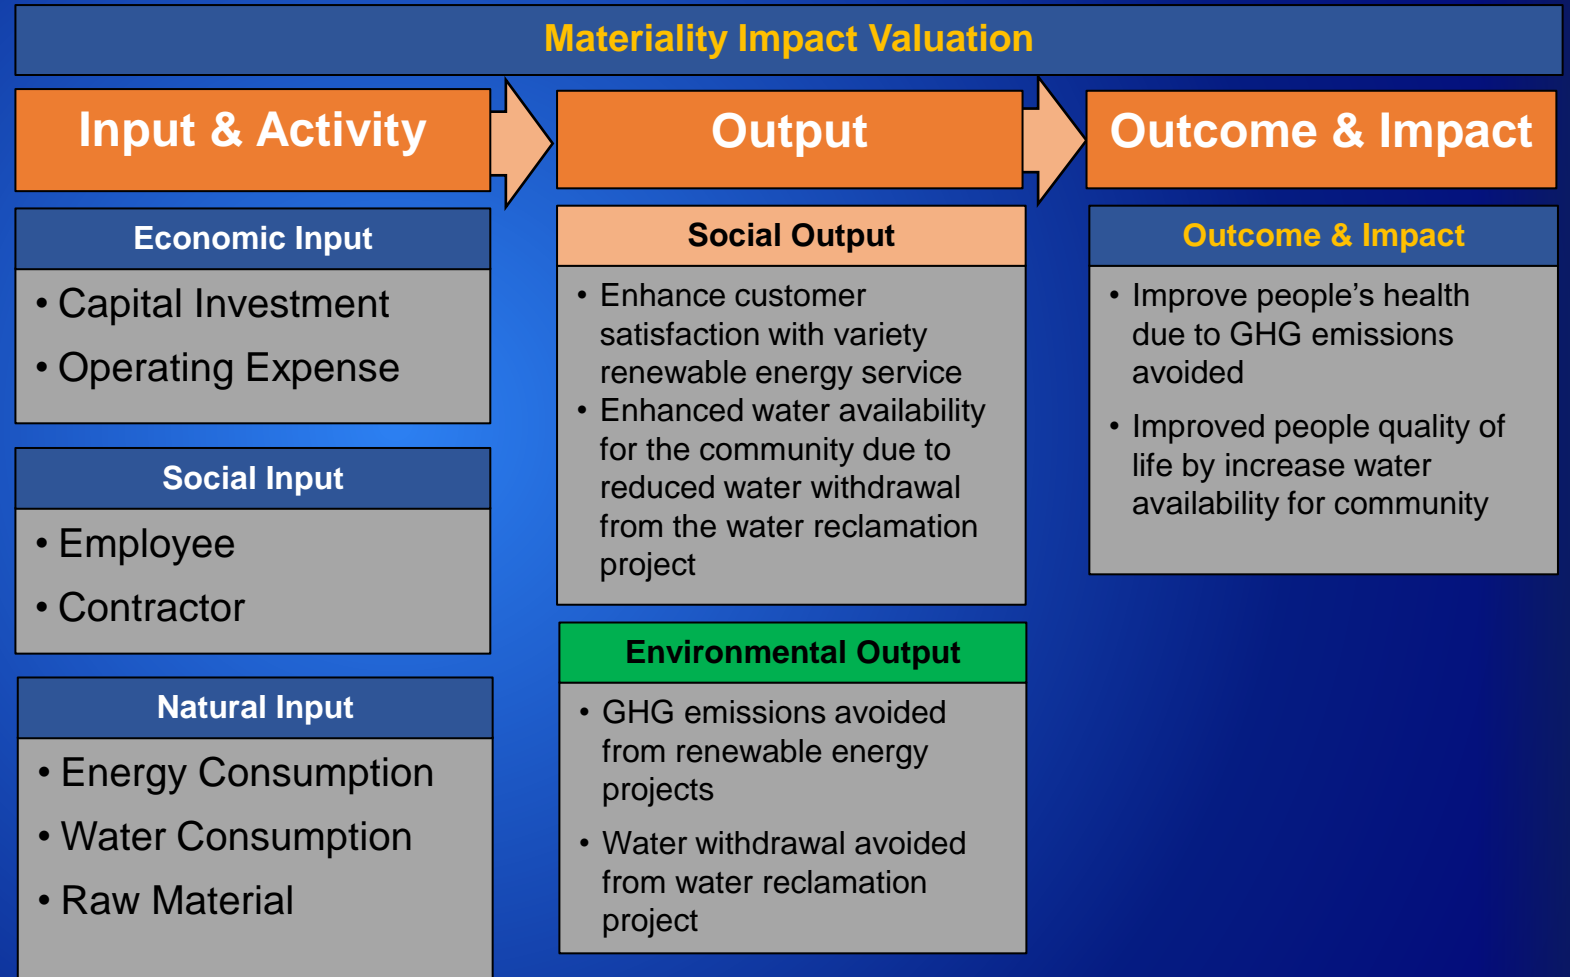 Materiality Impact Valuation
Input & Activity
Economic Input
• Capital Investment
• Operating Expense
Social Input
• Employee
• Contractor
Natural Input
• Energy Consumption
• Water Consumption
• Raw Material
Output
Social Output
• Enhance customer
satisfaction with variety
renewable energy service
• Enhanced water availability
for the community due to
reduced water withdrawal
from the water reclamation
project
Environmental Output
• GHG emissions avoided
from renewable energy
projects
• Water withdrawal avoided
from water reclamation
project
Outcome & Impact
Outcome & Impact
• Improve people’s health
due to GHG emissions
avoided
• Improved people quality of
life by increase water
availability for community